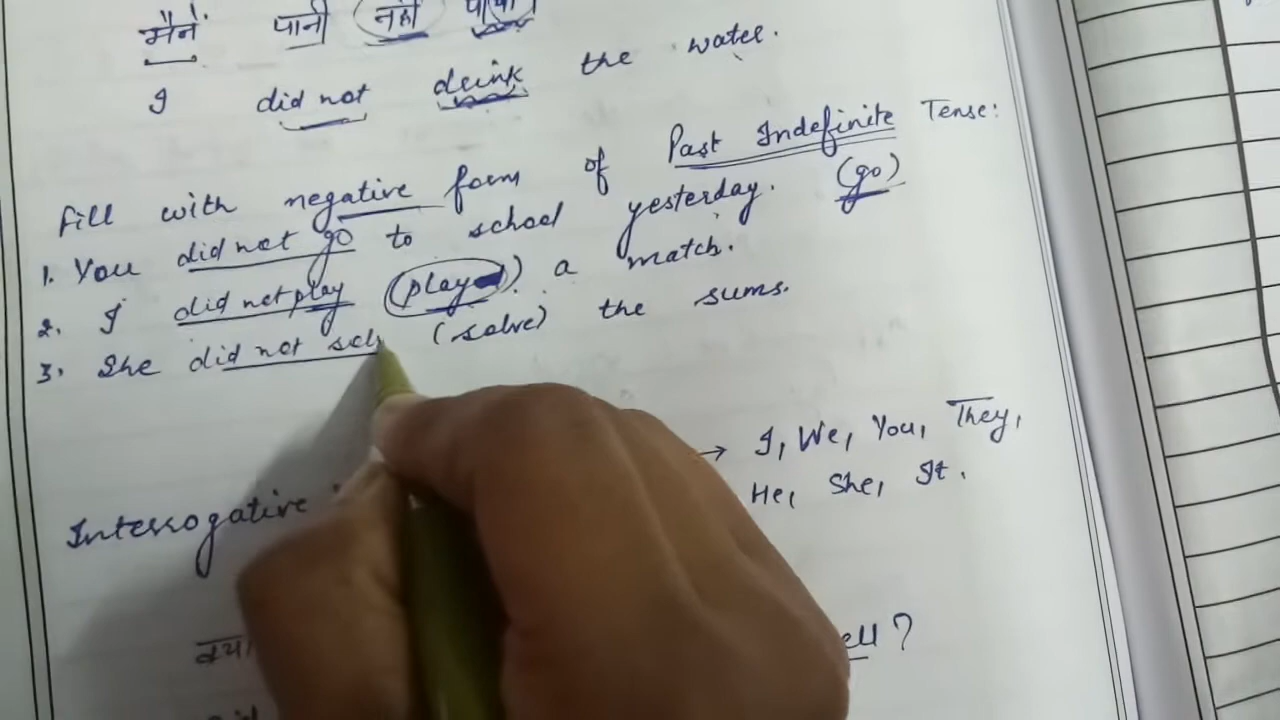 मैने पानी नहीं
I did not drink the water.
Fill with negative form of Past Indefinite Tense:
1. You did not go to school yesterday. (go)
2. I did not play (play) a match.
3. She did not solv (solve) the sums.
Interrogative → I, We, You, They,
He, She, It.
क्या ell ?